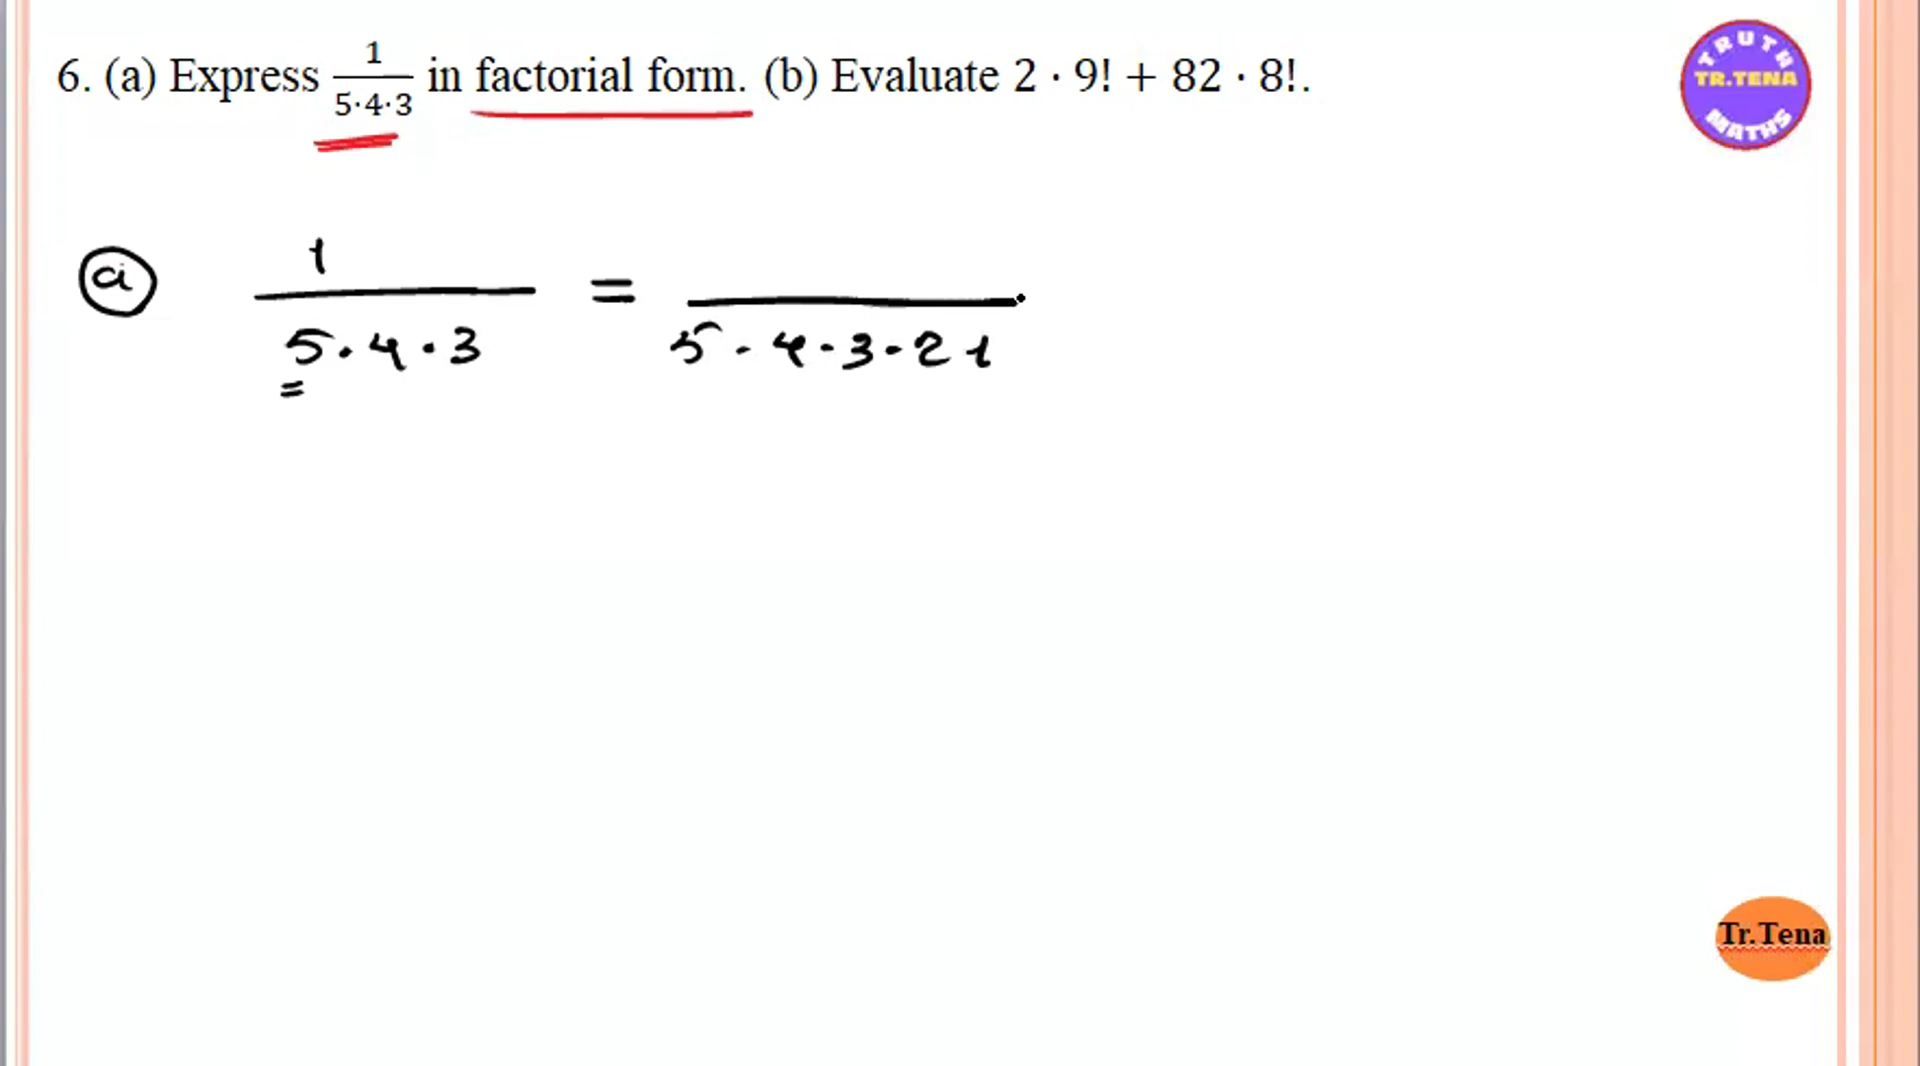 6. (a) Express 1/(5·4·3) in factorial form. (b) Evaluate 2 · 9! + 82 · 8!.
TRUTH
TR.TENA
MATHS
a 1/(5·4·3) = /(5·4·3·2 1)
=
Tr.Tena